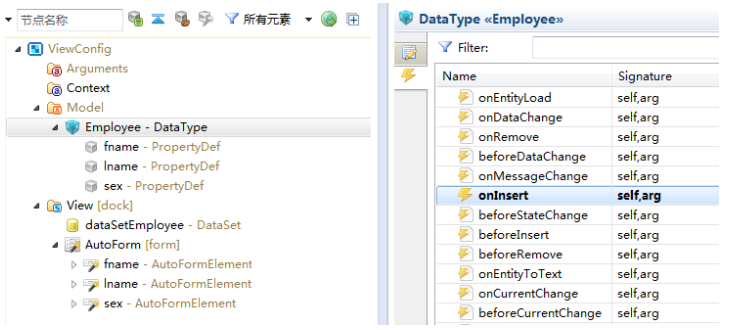 节点名称
所有元素
ViewConfig
Arguments
Context
Model
Employee - DataType
fname - PropertyDef
lname - PropertyDef
sex - PropertyDef
View [dock]
dataSetEmployee - DataSet
AutoForm [form]
fname - AutoFormElement
lname - AutoFormElement
sex - AutoFormElement
DataType «Employee»
Filter:
Name Signature
onEntityLoad self,arg
onDataChange self,arg
onRemove self,arg
beforeDataChange self,arg
onMessageChange self,arg
onInsert self,arg
beforeStateChange self,arg
beforeInsert self,arg
beforeRemove self,arg
onEntityToText self,arg
onCurrentChange self,arg
beforeCurrentChange self,arg